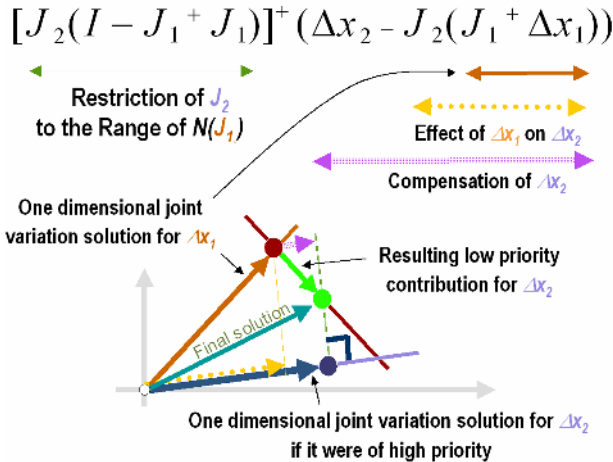 [J₂(I − J₁⁺ J₁)]⁺ (Δx₂ − J₂(J₁⁺ Δx₁))
Restriction of J₂
to the Range of N(J₁)
Effect of Δx₁ on Δx₂
Compensation of Δx₂
One dimensional joint
variation solution for Δx₁
Resulting low priority
contribution for Δx₂
Final solution
One dimensional joint variation solution for Δx₂
if it were of high priority